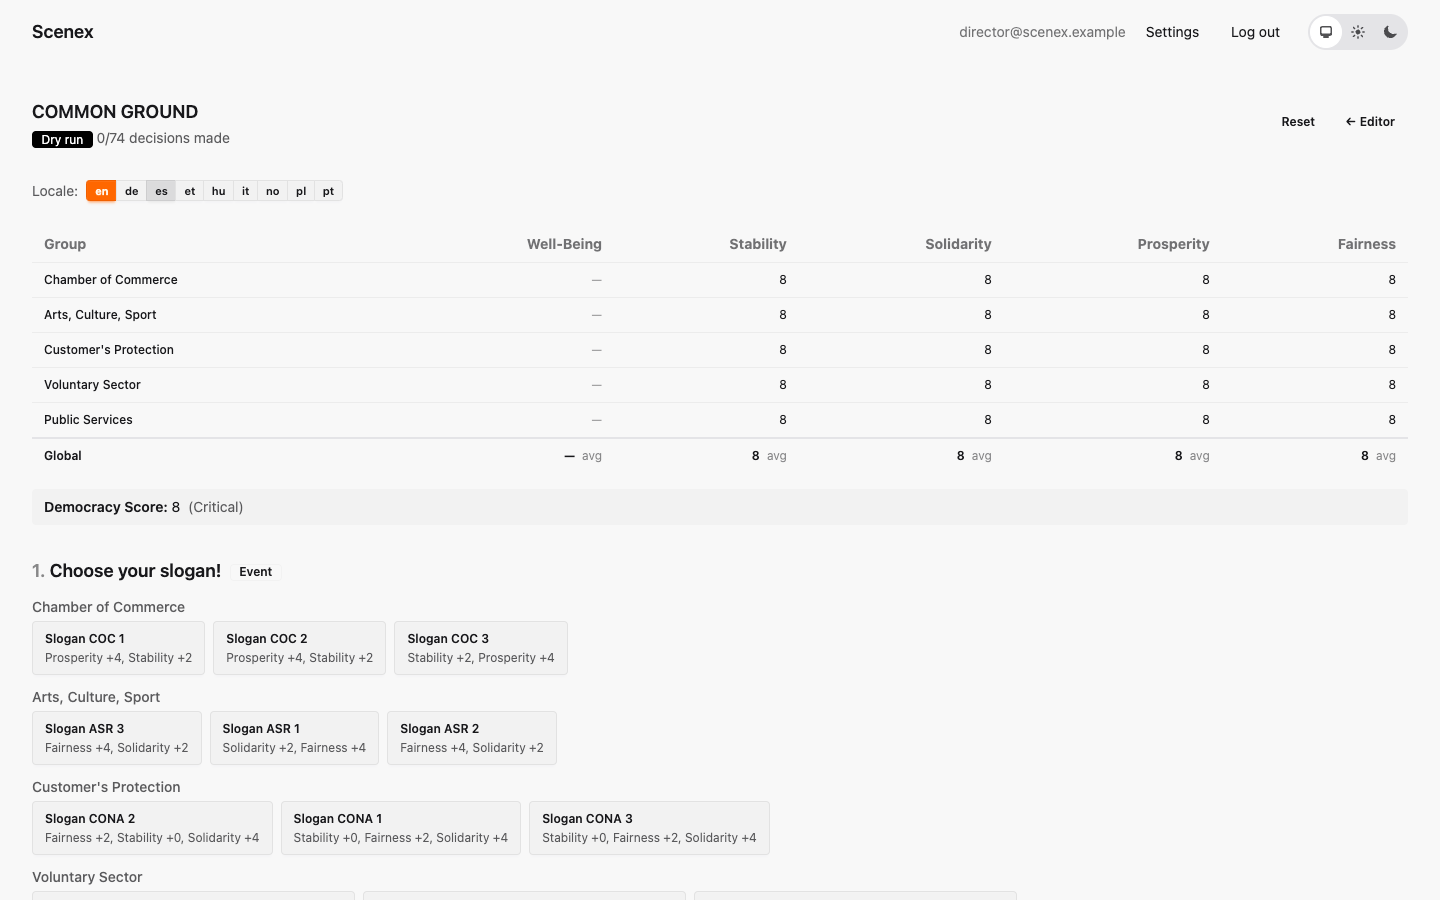 Scenex
director@scenex.example Settings Log out
COMMON GROUND
Dry run 0/74 decisions made
Reset ← Editor
Locale: en de es et hu it no pl pt
Group Well-Being Stability Solidarity Prosperity Fairness
Chamber of Commerce — 8 8 8 8
Arts, Culture, Sport — 8 8 8 8
Customer's Protection — 8 8 8 8
Voluntary Sector — 8 8 8 8
Public Services — 8 8 8 8
Global — avg 8 avg 8 avg 8 avg 8 avg
Democracy Score: 8 (Critical)
1. Choose your slogan! Event
Chamber of Commerce
Slogan COC 1 Slogan COC 2 Slogan COC 3
Prosperity +4, Stability +2 Prosperity +4, Stability +2 Stability +2, Prosperity +4
Arts, Culture, Sport
Slogan ASR 3 Slogan ASR 1 Slogan ASR 2
Fairness +4, Solidarity +2 Solidarity +2, Fairness +4 Fairness +4, Solidarity +2
Customer's Protection
Slogan CONA 2 Slogan CONA 1 Slogan CONA 3
Fairness +2, Stability +0, Solidarity +4 Stability +0, Fairness +2, Solidarity +4 Stability +0, Fairness +2, Solidarity +4
Voluntary Sector